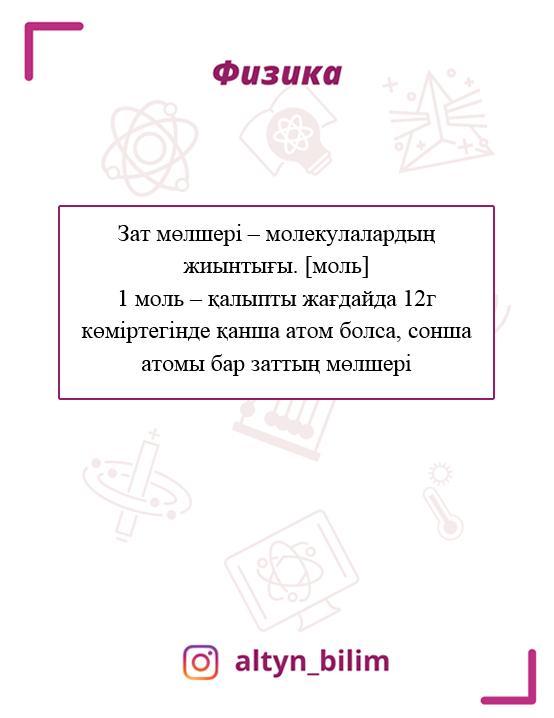 Физика
Зат мөлшері – молекулалардың
жиынтығы. [моль]
1 моль – қалыпты жағдайда 12г
көміртегінде қанша атом болса, сонша
атомы бар заттың мөлшері
altyn_bilim